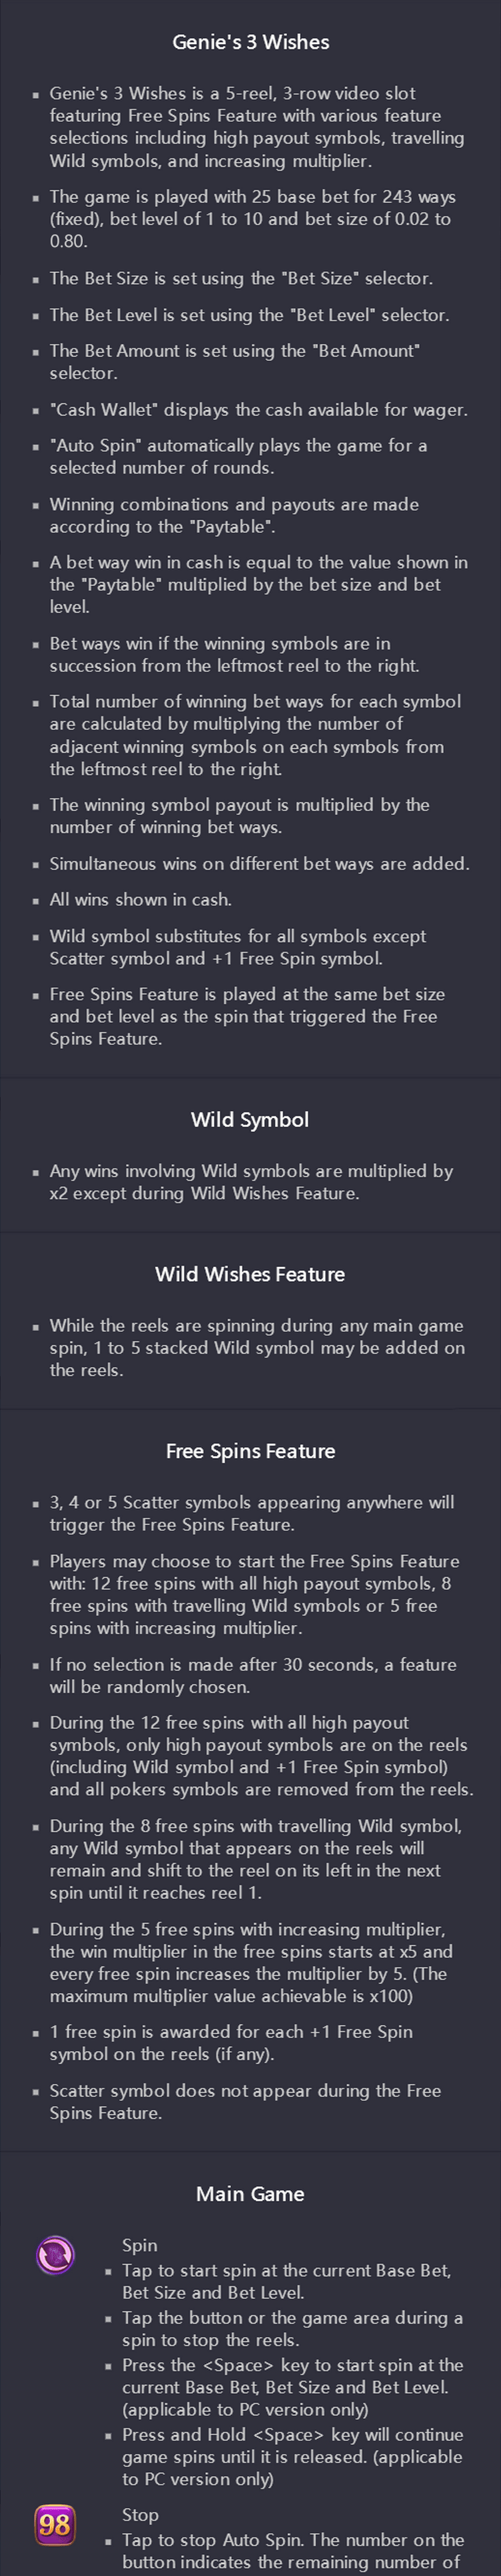 Genie's 3 Wishes
▪ Genie's 3 Wishes is a 5-reel, 3-row video slot
featuring Free Spins Feature with various feature
selections including high payout symbols, travelling
Wild symbols, and increasing multiplier.
▪ The game is played with 25 base bet for 243 ways
(fixed), bet level of 1 to 10 and bet size of 0.02 to
0.80.
▪ The Bet Size is set using the "Bet Size" selector.
▪ The Bet Level is set using the "Bet Level" selector.
▪ The Bet Amount is set using the "Bet Amount"
selector.
▪ "Cash Wallet" displays the cash available for wager.
▪ "Auto Spin" automatically plays the game for a
selected number of rounds.
▪ Winning combinations and payouts are made
according to the "Paytable".
▪ A bet way win in cash is equal to the value shown in
the "Paytable" multiplied by the bet size and bet
level.
▪ Bet ways win if the winning symbols are in
succession from the leftmost reel to the right.
▪ Total number of winning bet ways for each symbol
are calculated by multiplying the number of
adjacent winning symbols on each symbols from
the leftmost reel to the right.
▪ The winning symbol payout is multiplied by the
number of winning bet ways.
▪ Simultaneous wins on different bet ways are added.
▪ All wins shown in cash.
▪ Wild symbol substitutes for all symbols except
Scatter symbol and +1 Free Spin symbol.
▪ Free Spins Feature is played at the same bet size
and bet level as the spin that triggered the Free
Spins Feature.
Wild Symbol
▪ Any wins involving Wild symbols are multiplied by
x2 except during Wild Wishes Feature.
Wild Wishes Feature
▪ While the reels are spinning during any main game
spin, 1 to 5 stacked Wild symbol may be added on
the reels.
Free Spins Feature
▪ 3, 4 or 5 Scatter symbols appearing anywhere will
trigger the Free Spins Feature.
▪ Players may choose to start the Free Spins Feature
with: 12 free spins with all high payout symbols, 8
free spins with travelling Wild symbols or 5 free
spins with increasing multiplier.
▪ If no selection is made after 30 seconds, a feature
will be randomly chosen.
▪ During the 12 free spins with all high payout
symbols, only high payout symbols are on the reels
(including Wild symbol and +1 Free Spin symbol)
and all pokers symbols are removed from the reels.
▪ During the 8 free spins with travelling Wild symbol,
any Wild symbol that appears on the reels will
remain and shift to the reel on its left in the next
spin until it reaches reel 1.
▪ During the 5 free spins with increasing multiplier,
the win multiplier in the free spins starts at x5 and
every free spin increases the multiplier by 5. (The
maximum multiplier value achievable is x100)
▪ 1 free spin is awarded for each +1 Free Spin
symbol on the reels (if any).
▪ Scatter symbol does not appear during the Free
Spins Feature.
Main Game
Spin
▪ Tap to start spin at the current Base Bet,
Bet Size and Bet Level.
▪ Tap the button or the game area during a
spin to stop the reels.
▪ Press the <Space> key to start spin at the
current Base Bet, Bet Size and Bet Level.
(applicable to PC version only)
▪ Press and Hold <Space> key will continue
game spins until it is released. (applicable
to PC version only)
98 Stop
▪ Tap to stop Auto Spin. The number on the
button indicates the remaining number of